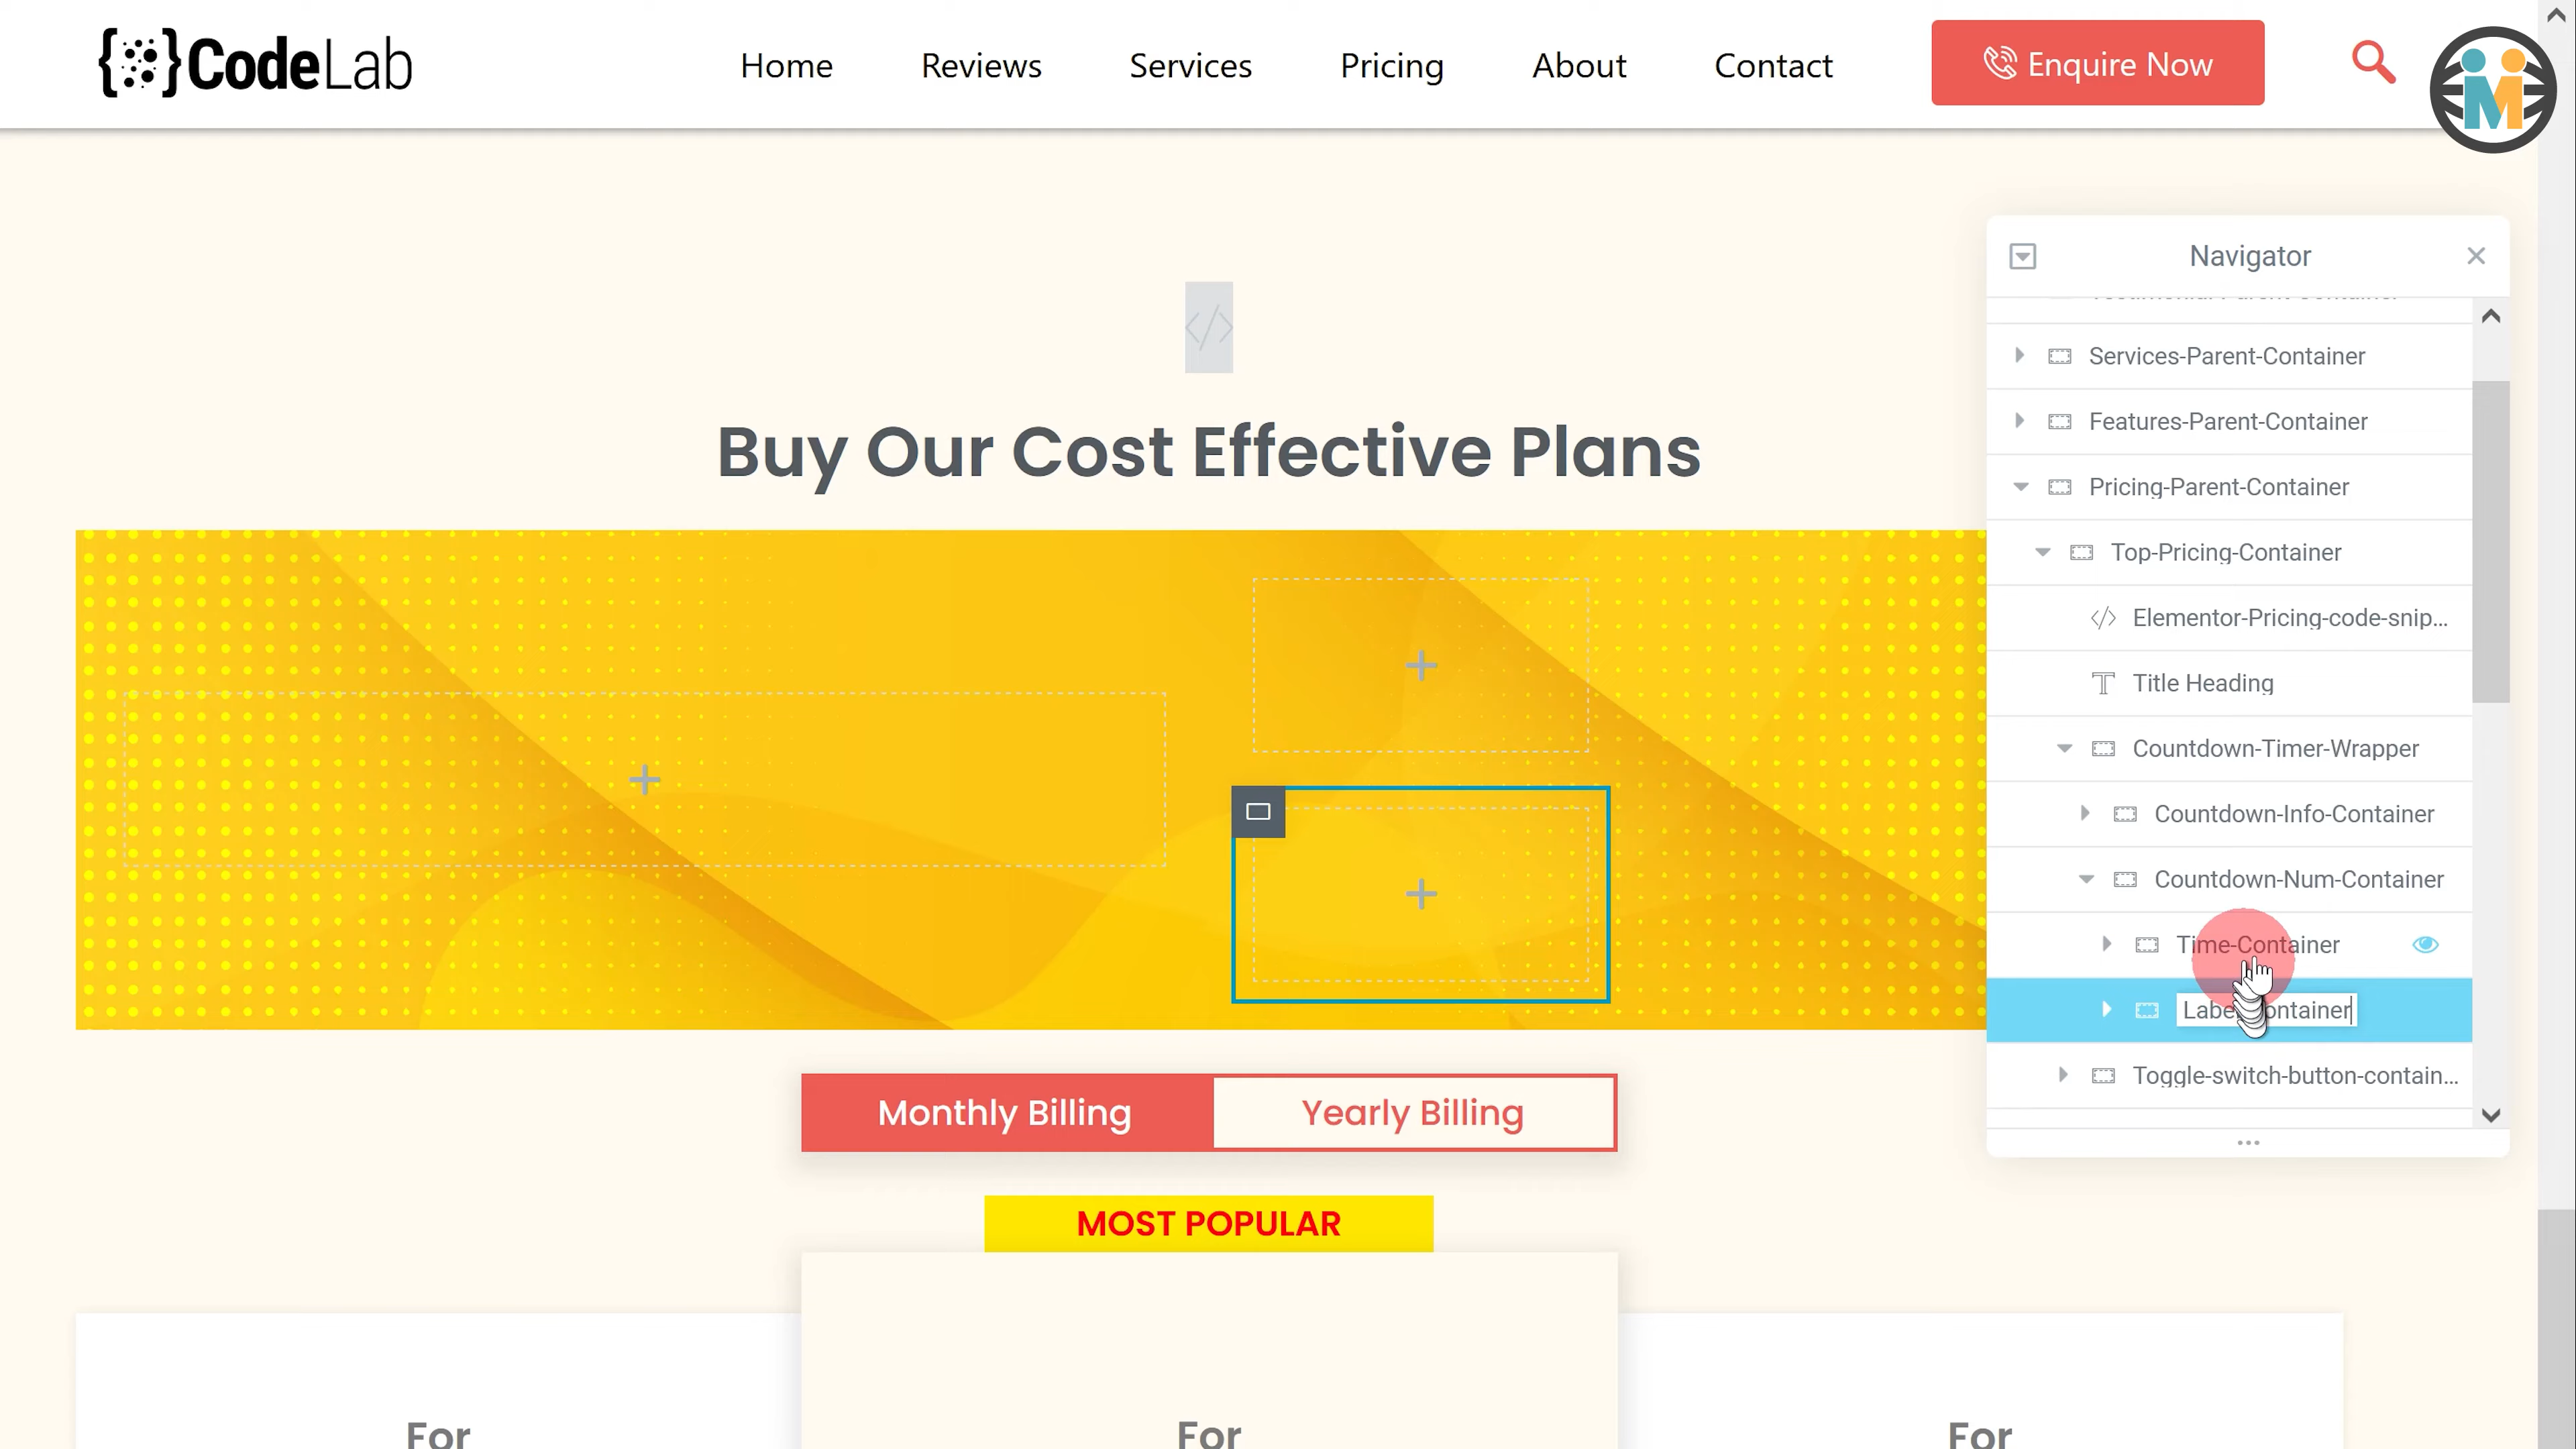 CodeLab
Home
Reviews
Services
Pricing
About
Contact
Enquire Now
M
Navigator
Services-Parent-Container
Features-Parent-Container
Pricing-Parent-Container
Top-Pricing-Container
Elementor-Pricing-code-snip...
Title Heading
Countdown-Timer-Wrapper
Countdown-Info-Container
Countdown-Num-Container
Time-Container
Toggle-switch-button-contain...
</>
Buy Our Cost Effective Plans
Monthly Billing
Yearly Billing
MOST POPULAR
For
For
For